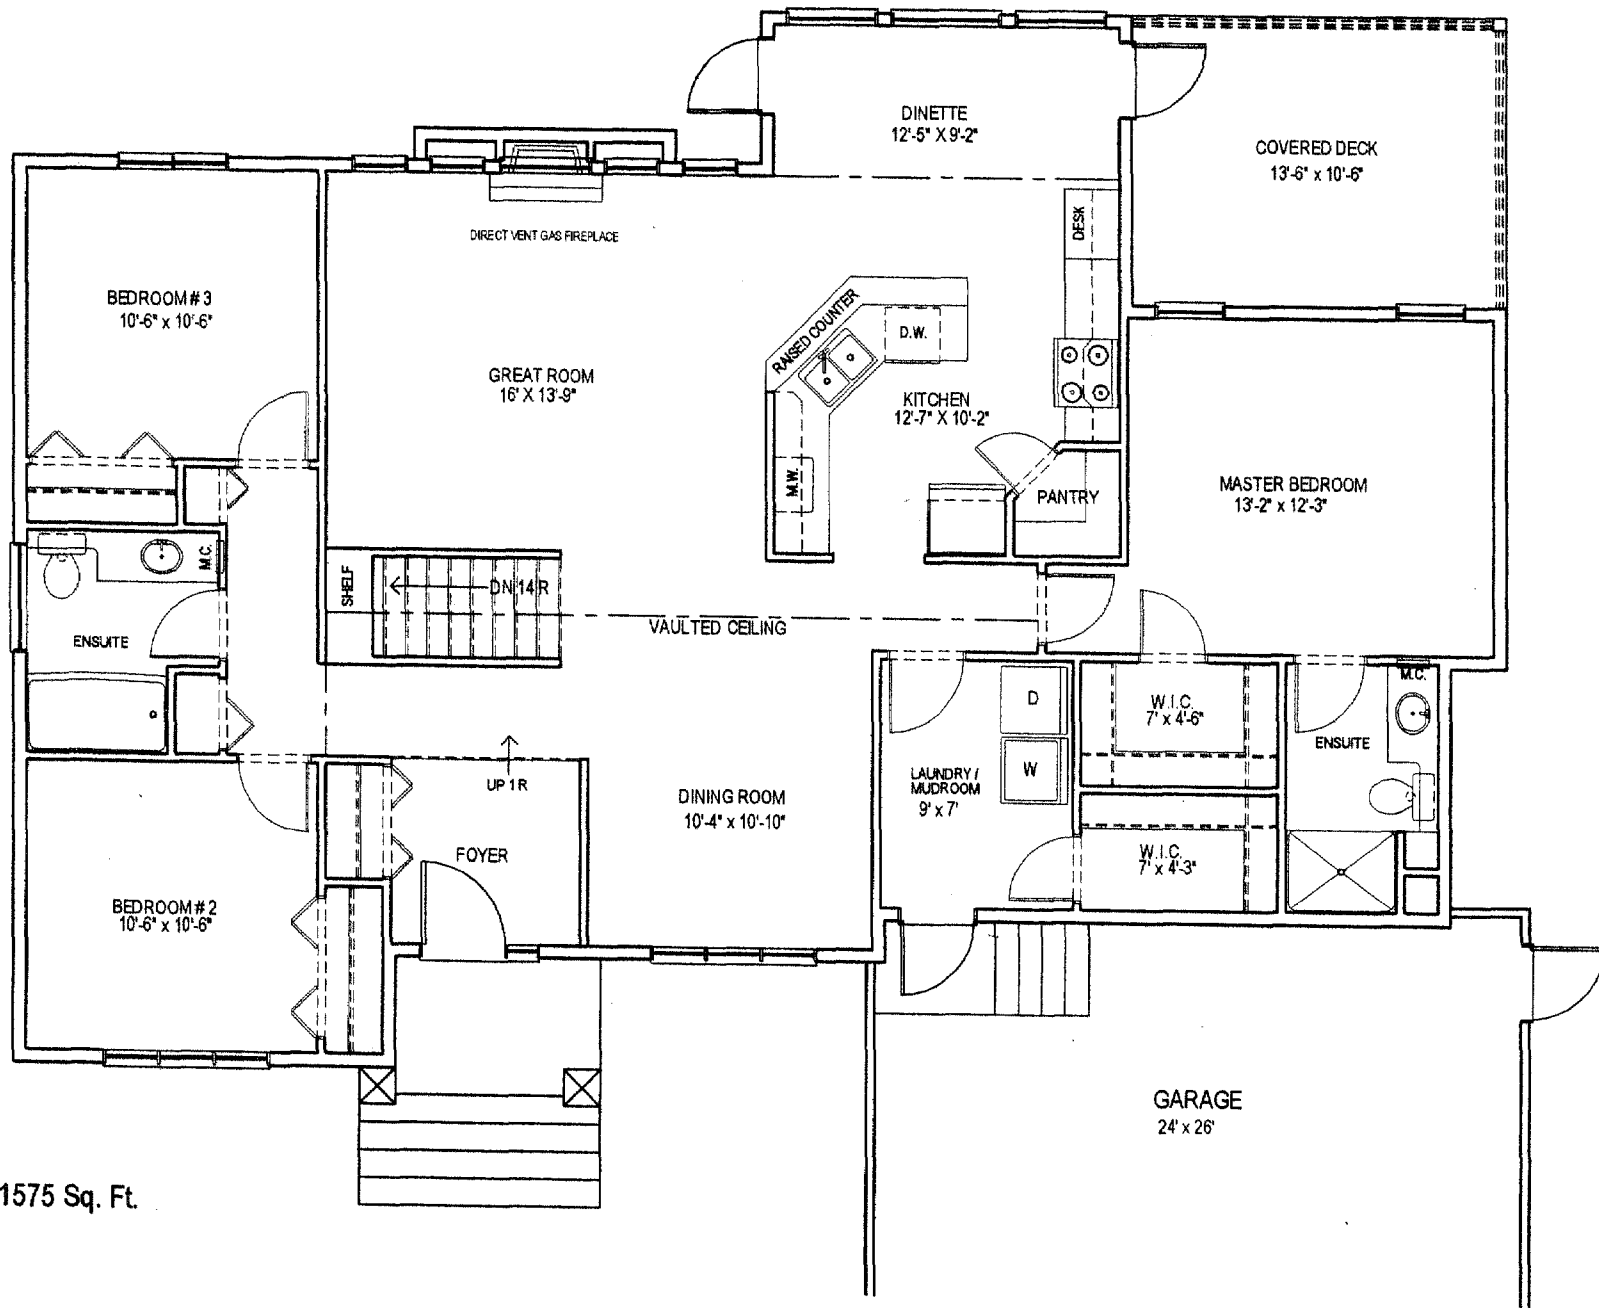 DINETTE
12'-5" X 9'-2"
COVERED DECK
13'-6" x 10'-6"
DESK
DIRECT VENT GAS FIREPLACE
BEDROOM # 3
10'-6" x 10'-6"
RAISED COUNTER
D.W.
GREAT ROOM
16' X 13'-9"
KITCHEN
12'-7" X 10'-2"
M.W.
PANTRY
MASTER BEDROOM
13'-2" x 12'-3"
M.C.
SHELF
DN 14 R
ENSUITE
VAULTED CEILING
M.C.
D
W.I.C.
7' x 4'-6"
ENSUITE
W
LAUNDRY /
MUDROOM
9' x 7'
UP 1 R
DINING ROOM
10'-4" x 10'-10"
FOYER
W.I.C.
7' x 4'-3"
BEDROOM # 2
10'-6" x 10'-6"
GARAGE
24' x 26'
1575 Sq. Ft.